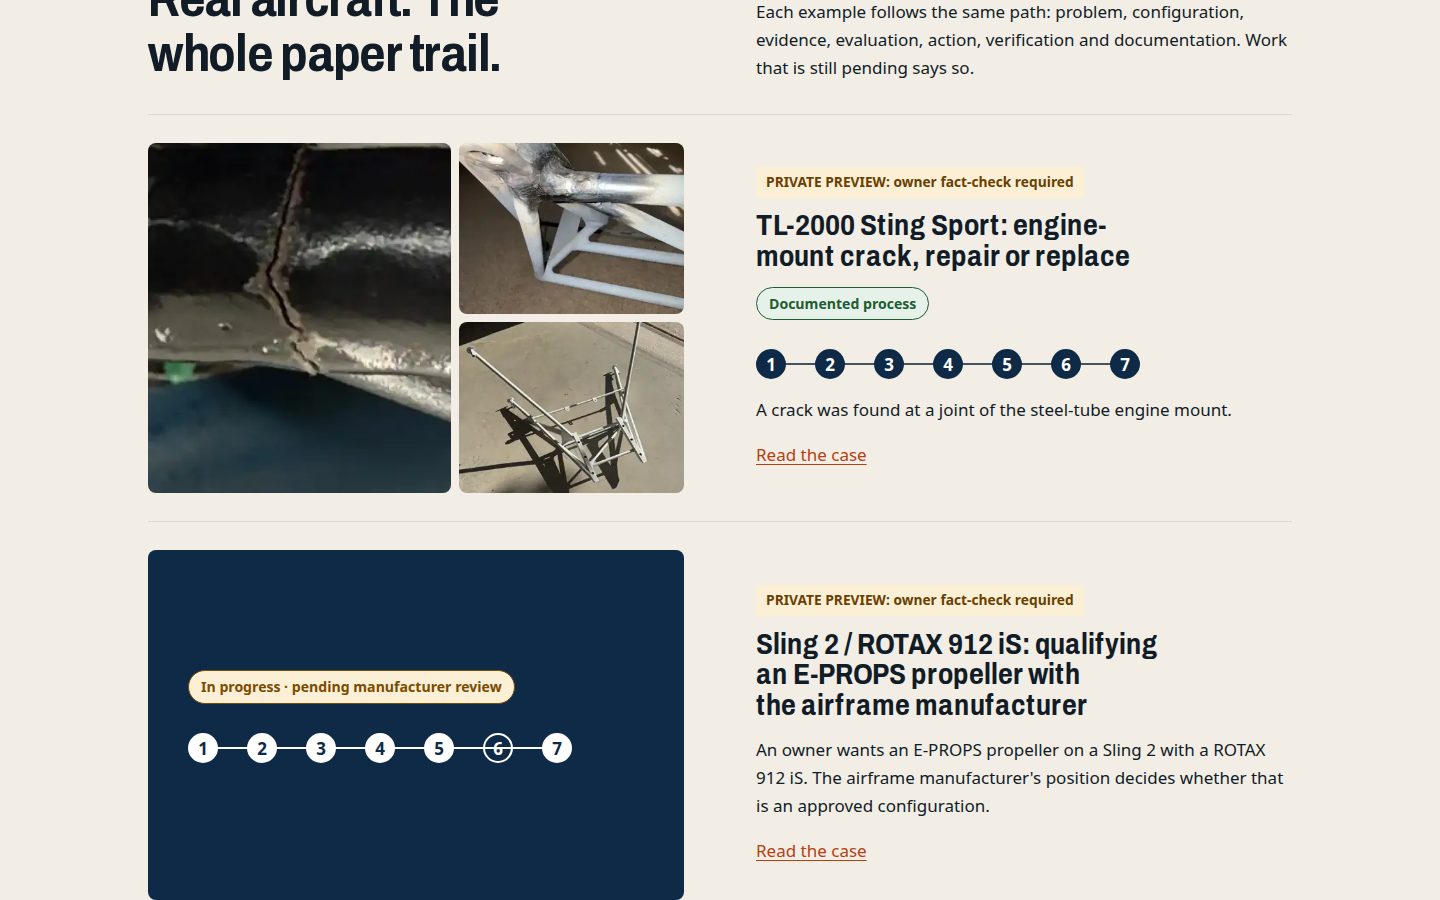 Real aircraft. The
whole paper trail.
Each example follows the same path: problem, configuration,
evidence, evaluation, action, verification and documentation. Work
that is still pending says so.
PRIVATE PREVIEW: owner fact-check required
TL-2000 Sting Sport: engine-
mount crack, repair or replace
Documented process
1 2 3 4 5 6 7
A crack was found at a joint of the steel-tube engine mount.
Read the case
In progress · pending manufacturer review
1 2 3 4 5 6 7
PRIVATE PREVIEW: owner fact-check required
Sling 2 / ROTAX 912 iS: qualifying
an E-PROPS propeller with
the airframe manufacturer
An owner wants an E-PROPS propeller on a Sling 2 with a ROTAX
912 iS. The airframe manufacturer's position decides whether that
is an approved configuration.
Read the case